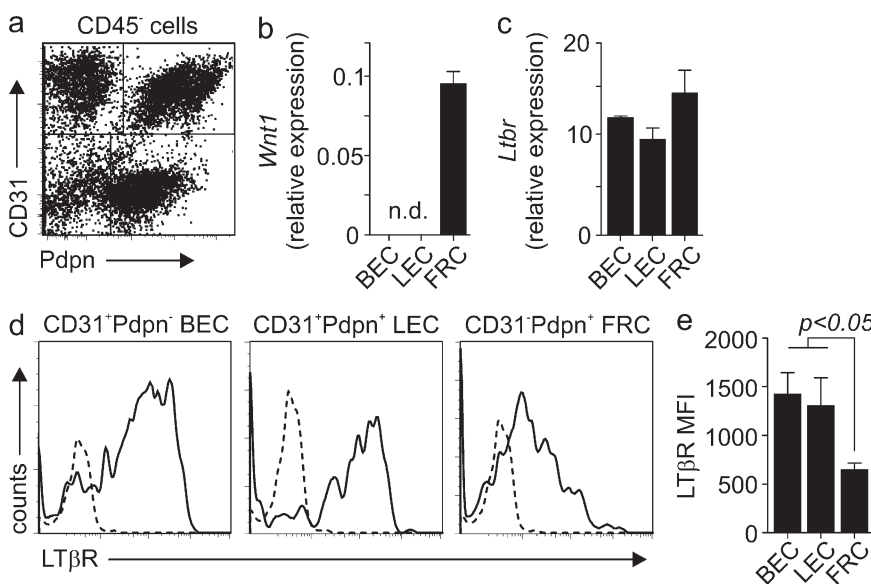 a
CD45⁻ cells
CD31
Pdpn
b
Wnt1
(relative expression)
0.1
0.05
0
n.d.
BEC
LEC
FRC
c
Ltbr
(relative expression)
20
10
0
BEC
LEC
FRC
d
CD31⁺Pdpn⁻ BEC
CD31⁺Pdpn⁺ LEC
CD31⁻Pdpn⁺ FRC
counts
LTβR
e
p<0.05
LTβR MFI
2000
1500
1000
500
0
BEC
LEC
FRC